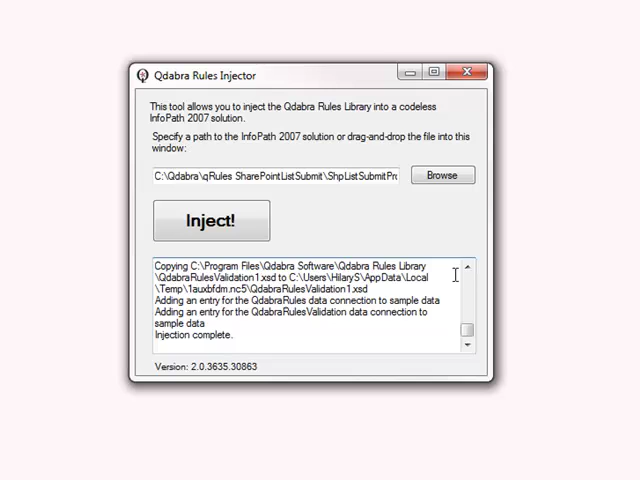 Qdabra Rules Injector
This tool allows you to inject the Qdabra Rules Library into a codeless
InfoPath 2007 solution.
Specify a path to the InfoPath 2007 solution or drag-and-drop the file into this
window:
C:\Qdabra\qRules SharePointListSubmit\ShpListSubmitPro
Browse
Inject!
Copying C:\Program Files\Qdabra Software\Qdabra Rules Library
\QdabraRulesValidation1.xsd to C:\Users\HilaryS\AppData\Local
\Temp\1auxbfdm.nc5\QdabraRulesValidation1.xsd
Adding an entry for the QdabraRules data connection to sample data
Adding an entry for the QdabraRulesValidation data connection to
sample data
Injection complete.
Version: 2.0.3635.30863